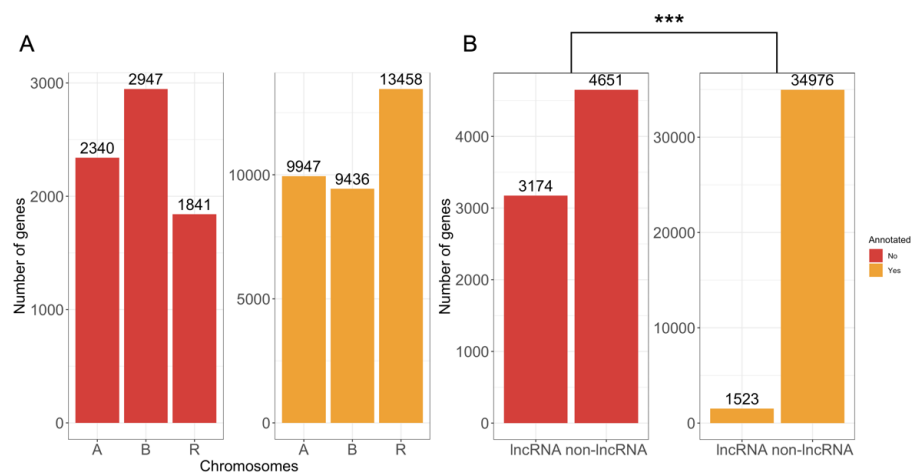 A
Number of genes
3000
2000
1000
0
2340
2947
1841
A B R
10000
5000
0
9947
9436
13458
A B R
Chromosomes
B
***
Number of genes
4000
3000
2000
1000
0
3174
4651
lncRNA non-lncRNA
30000
20000
10000
0
1523
34976
lncRNA non-lncRNA
Annotated
No
Yes